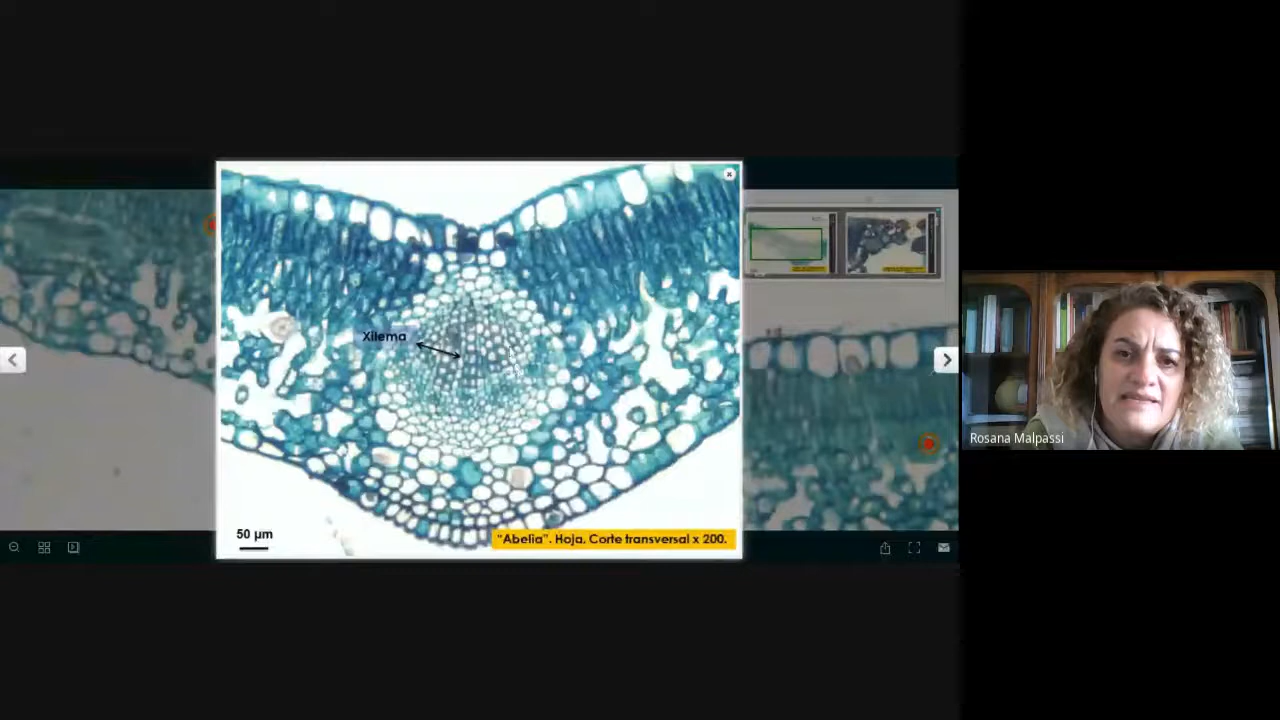 Xilema
50 µm
"Abelia". Hoja. Corte transversal x 200.
Rosana Malpassi